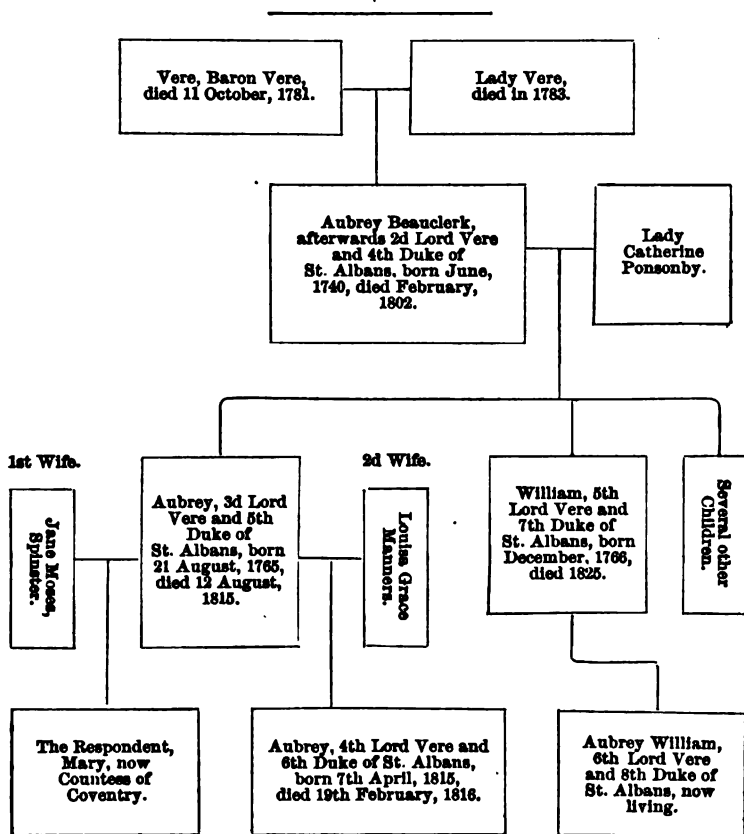 Vere, Baron Vere,
died 11 October, 1781.
Lady Vere,
died in 1783.
Aubrey Beauclerk,
afterwards 2d Lord Vere
and 4th Duke of
St. Albans, born June,
1740, died February,
1802.
Lady
Catherine
Ponsonby.
1st Wife.
2d Wife.
Jane Moses,
Spinster.
Aubrey, 3d Lord
Vere and 5th
Duke of
St. Albans, born
21 August, 1765,
died 12 August,
1815.
Louisa Grace
Manners.
William, 5th
Lord Vere and
7th Duke of
St. Albans, born
December, 1766,
died 1825.
Several other
Children.
The Respondent,
Mary, now
Countess of
Coventry.
Aubrey, 4th Lord Vere and
6th Duke of St. Albans,
born 7th April, 1815,
died 19th February, 1816.
Aubrey William,
6th Lord Vere
and 8th Duke of
St. Albans, now
living.